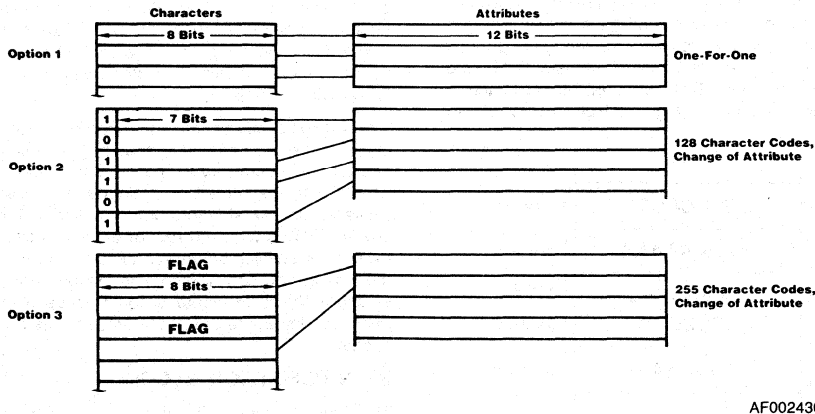 Characters
Attributes
Option 1
8 Bits
12 Bits
One-For-One
Option 2
1
7 Bits
0
1
1
0
1
128 Character Codes,
Change of Attribute
Option 3
FLAG
8 Bits
FLAG
255 Character Codes,
Change of Attribute